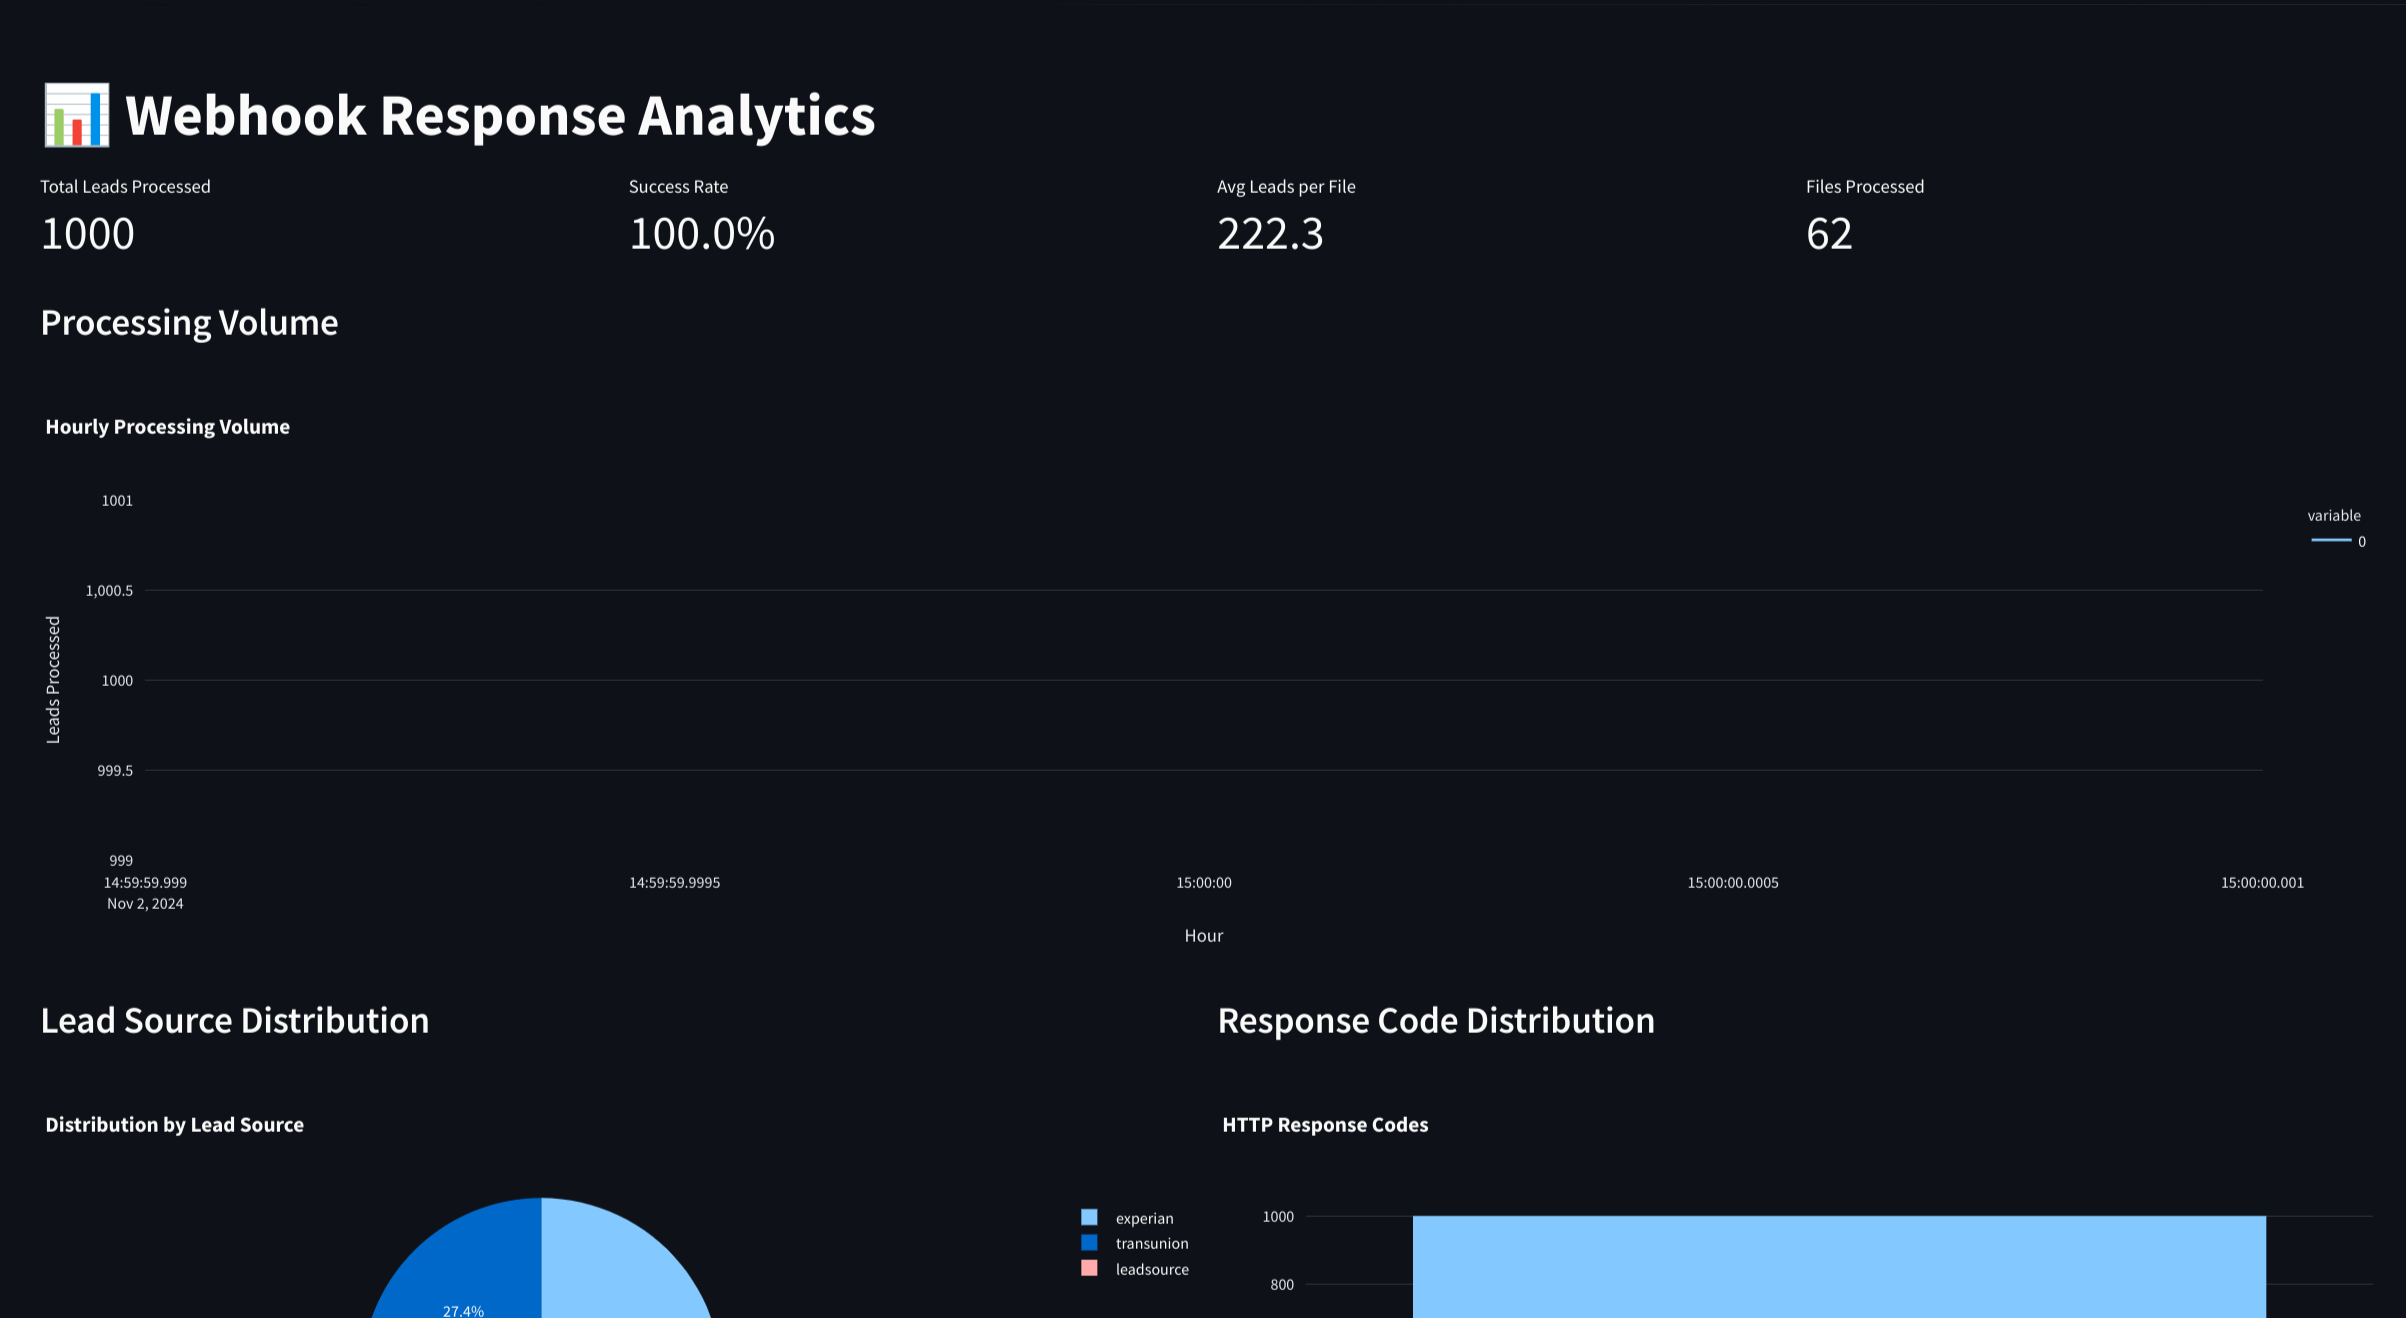 Webhook Response Analytics
Total Leads Processed
1000
Success Rate
100.0%
Avg Leads per File
222.3
Files Processed
62
Processing Volume
Hourly Processing Volume
1001
1,000.5
1000
999.5
999
Leads Processed
14:59:59.999
Nov 2, 2024
14:59:59.9995
15:00:00
15:00:00.0005
15:00:00.001
Hour
variable
0
Lead Source Distribution
Distribution by Lead Source
27.4%
experian
transunion
leadsource
Response Code Distribution
HTTP Response Codes
1000
800